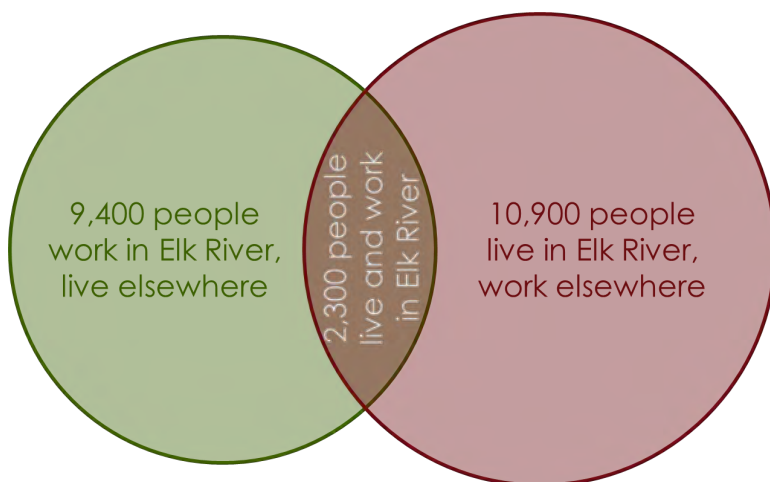 9,400 people
work in Elk River,
live elsewhere
2,300 people
live and work
in Elk River
10,900 people
live in Elk River,
work elsewhere